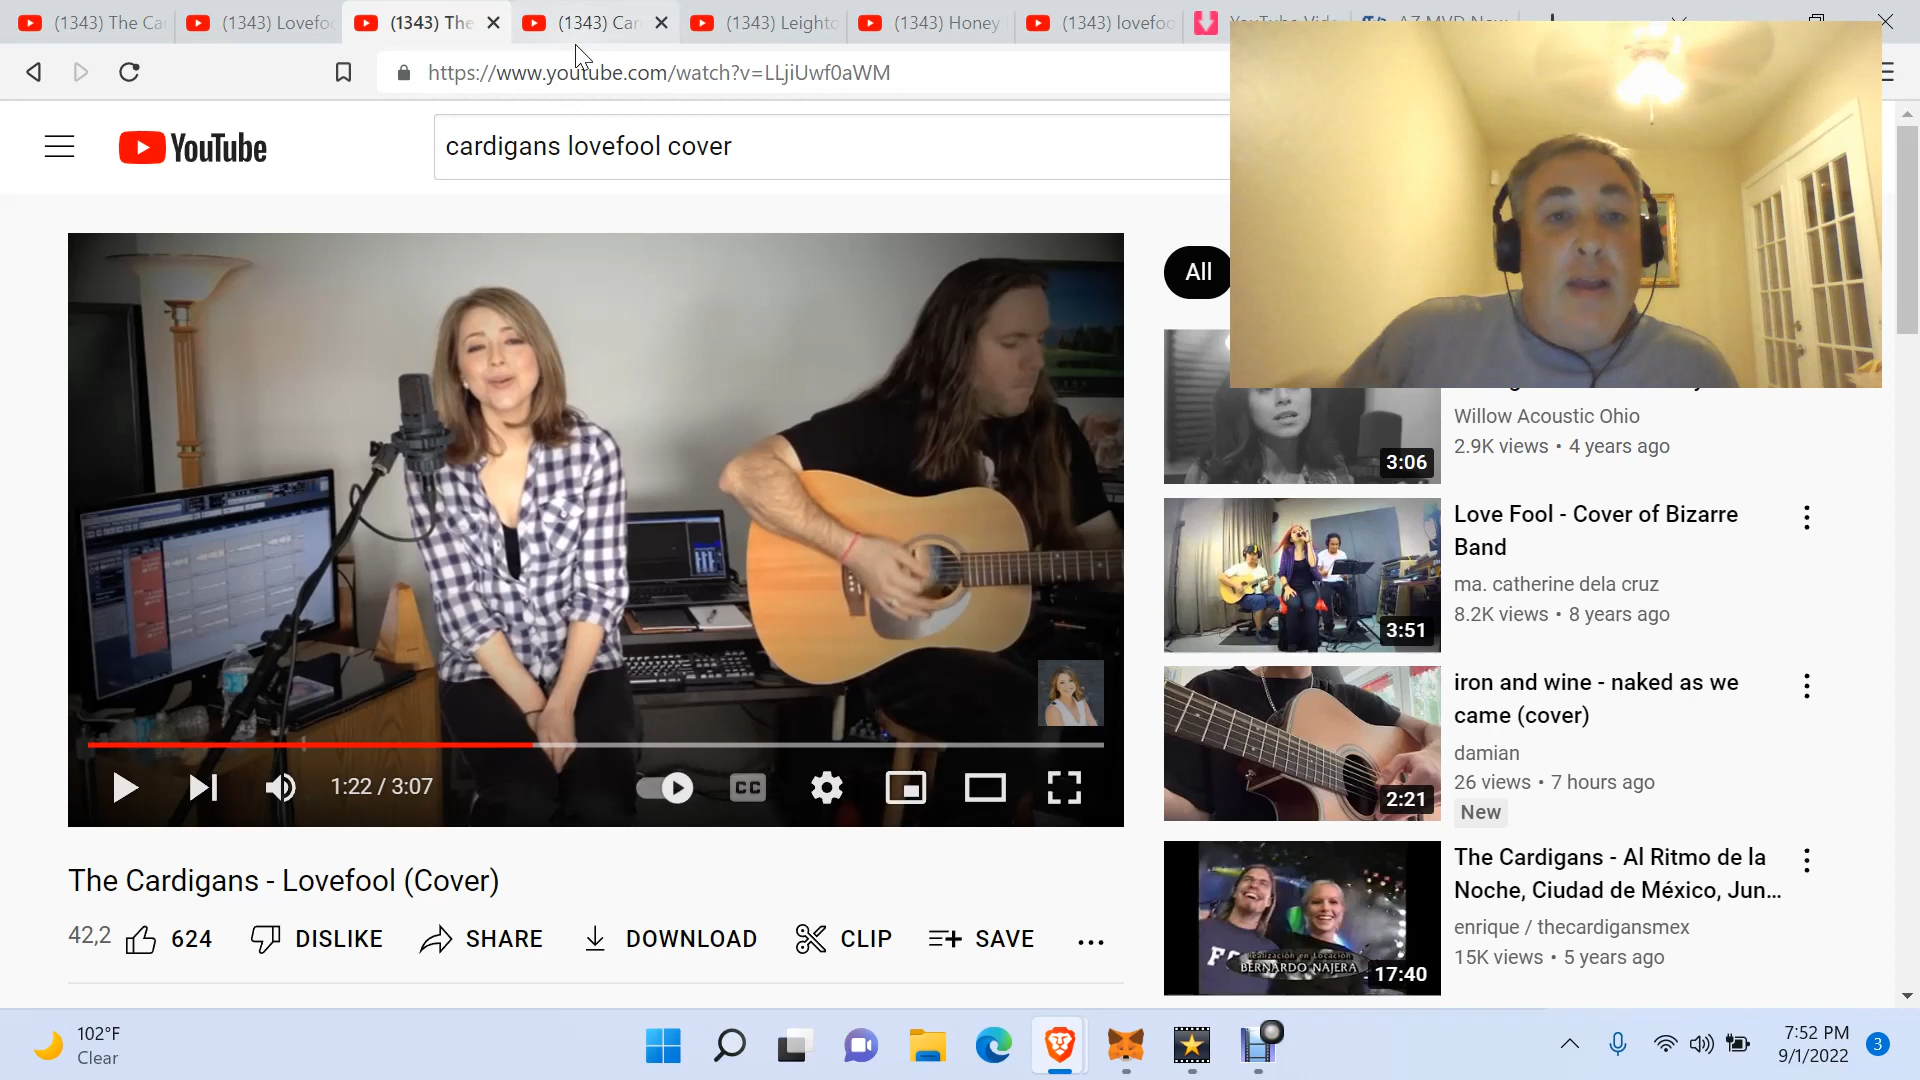 (1343) The Ca
(1343) Lovefo
(1343) The
(1343) Car
(1343) Leighto
(1343) Honey
(1343) lovefoo
https://www.youtube.com/watch?v=LLjiUwf0aWM
YouTube
cardigans lovefool cover
All
Willow Acoustic Ohio
2.9K views • 4 years ago
3:06
Love Fool - Cover of Bizarre
Band
ma. catherine dela cruz
8.2K views • 8 years ago
3:51
iron and wine - naked as we
came (cover)
damian
26 views • 7 hours ago
New
2:21
The Cardigans - Al Ritmo de la
Noche, Ciudad de México, Jun...
enrique / thecardigansmex
15K views • 5 years ago
Realización en Locación
BERNARDO NAJERA
17:40
1:22 / 3:07
CC
The Cardigans - Lovefool (Cover)
42,2
624
DISLIKE
SHARE
DOWNLOAD
CLIP
SAVE
102°F
Clear
7:52 PM
9/1/2022
3